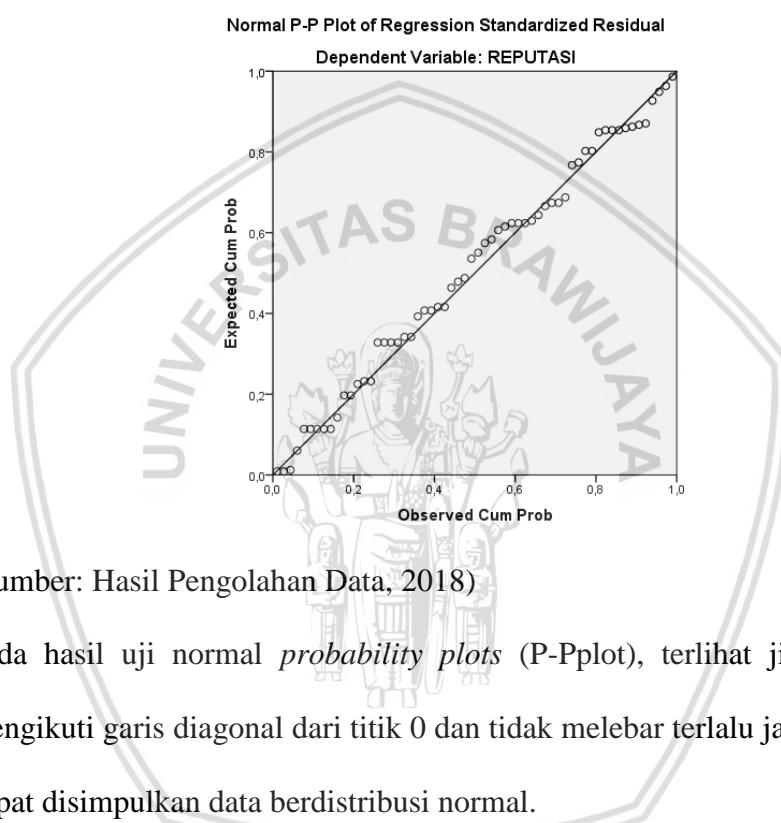 Normal P-P Plot of Regression Standardized Residual
Dependent Variable: REPUTASI
1,0
0,8
0,6
0,4
0,2
0,0
Expected Cum Prob
0,0 0,2 0,4 0,6 0,8 1,0
Observed Cum Prob
UNIVERSITAS BRAWIJAYA
umber: Hasil Pengolahan Data, 2018)
da hasil uji normal probability plots (P-Pplot), terlihat ji
engikuti garis diagonal dari titik 0 dan tidak melebar terlalu ja
pat disimpulkan data berdistribusi normal.